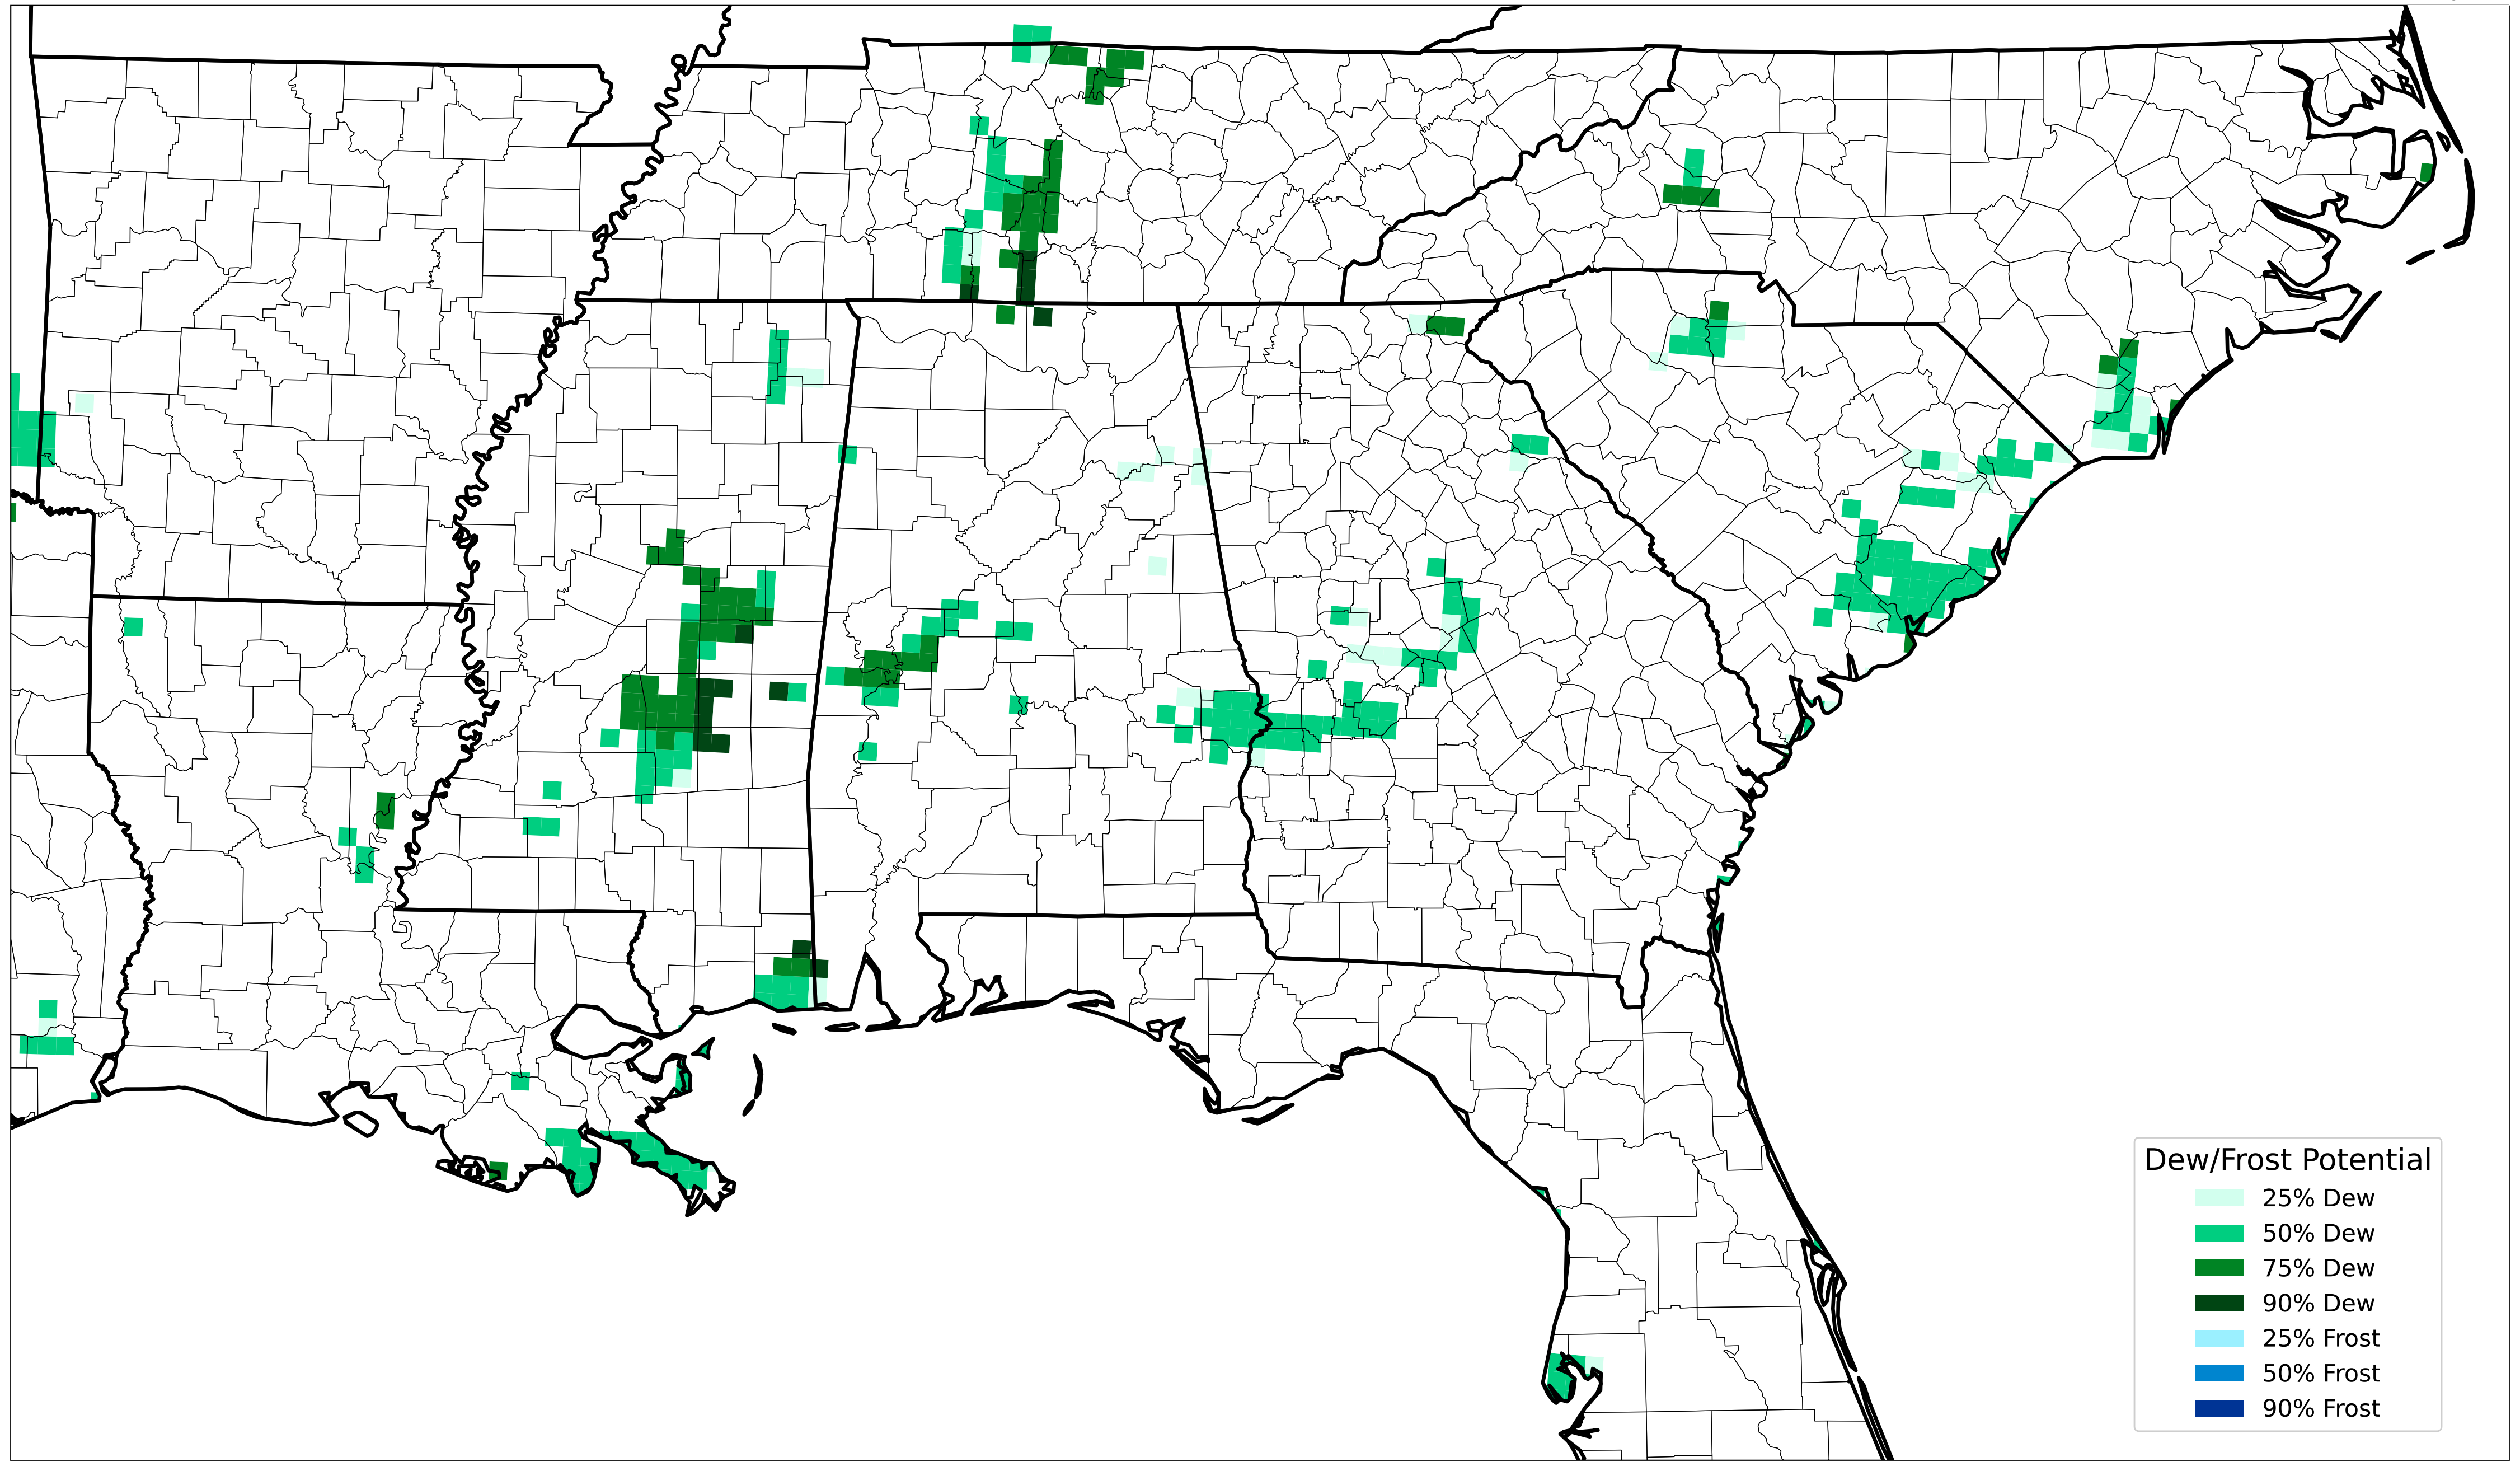 Dew/Frost Potential
25% Dew
50% Dew
75% Dew
90% Dew
25% Frost
50% Frost
90% Frost